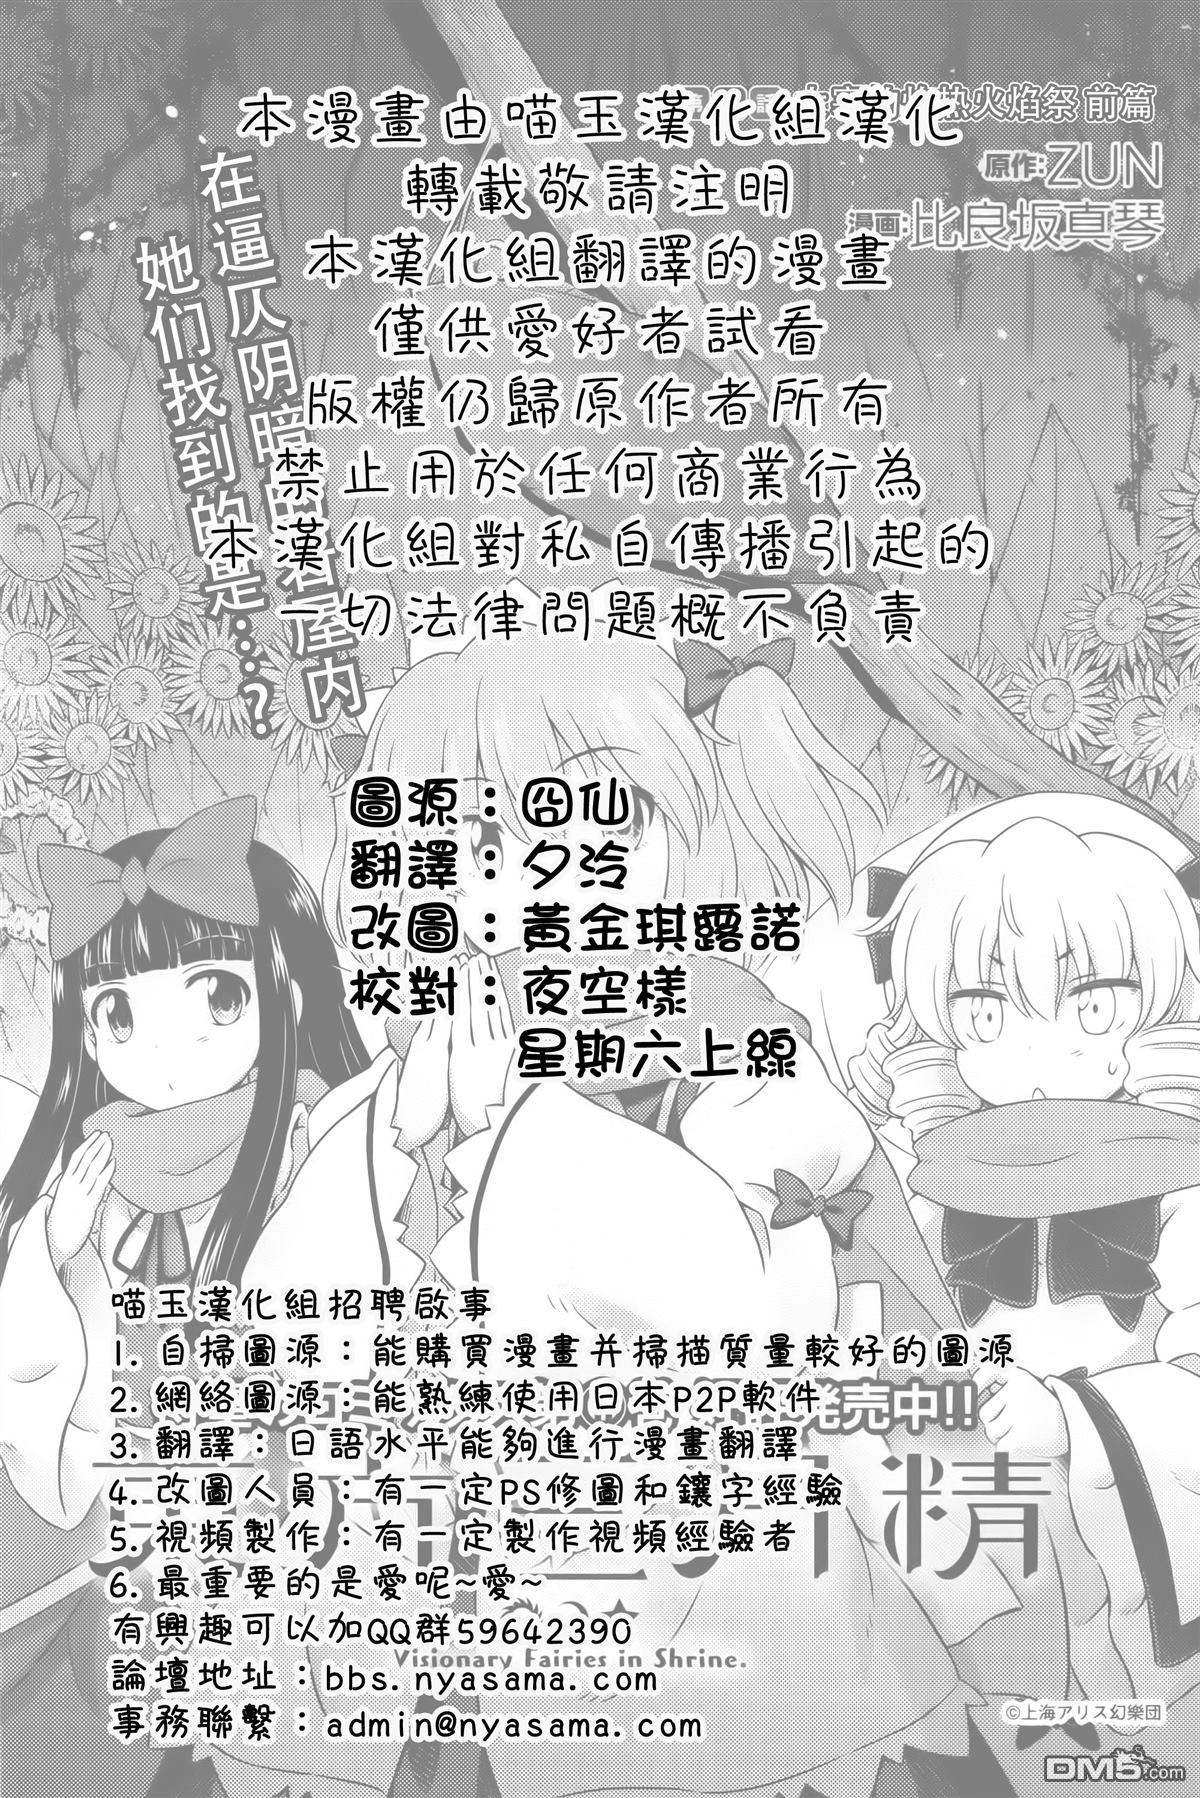 本漫畫由喵玉漢化組漢化
轉載敬請注明
本漢化組翻譯的漫畫
僅供愛好者試看
版權仍歸原作者所有
禁止用於任何商業行為
本漢化組對私自傳播引起的
一切法律問題概不負責
热火焰祭 前篇
原作:ZUN
漫画:比良坂真琴
在逼仄阴暗的岩屋内
她们找到的是…?
圖源:囧仙
翻譯:夕泠
改圖:黃金琪露諾
校對:夜空樣
星期六上線
喵玉漢化組招聘啟事
1. 自掃圖源:能購買漫畫并掃描質量較好的圖源
2. 網絡圖源:能熟練使用日本P2P軟件
発売中!!
3. 翻譯:日語水平能夠進行漫畫翻譯
4. 改圖人員:有一定PS修圖和鑲字經驗
精
5. 視頻製作:有一定製作視頻經驗者
6. 最重要的是愛呢~愛~
有興趣可以加QQ群59642390
Visionary Fairies in Shrine.
論壇地址:bbs.nyasama.com
事務聯繫:admin@nyasama.com
©上海アリス幻樂団
DM5.com